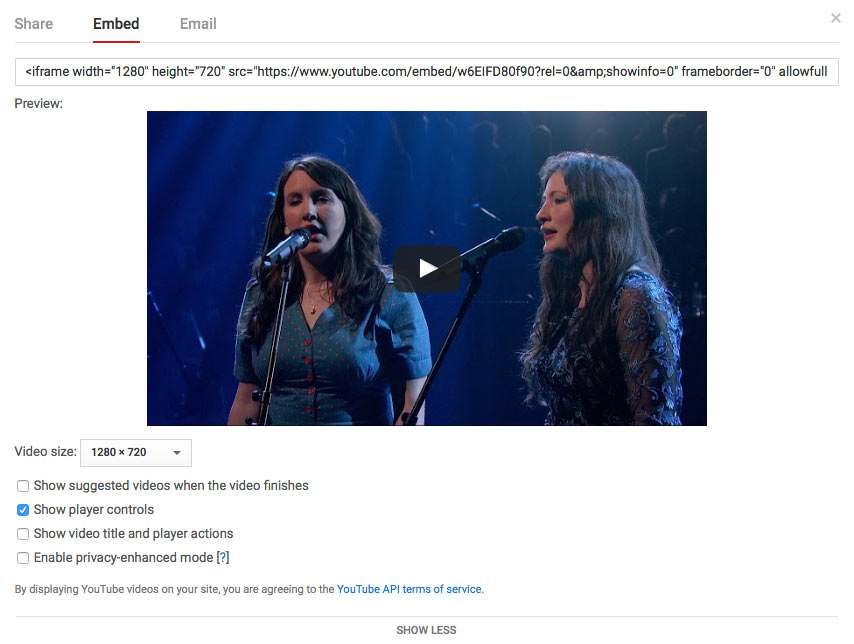 Share Embed Email ×
<iframe width="1280" height="720" src="https://www.youtube.com/embed/w6EIFD80f90?rel=0&amp;showinfo=0" frameborder="0" allowfull
Preview:
Video size: 1280 × 720
Show suggested videos when the video finishes
Show player controls
Show video title and player actions
Enable privacy-enhanced mode [?]
By displaying YouTube videos on your site, you are agreeing to the YouTube API terms of service.
SHOW LESS